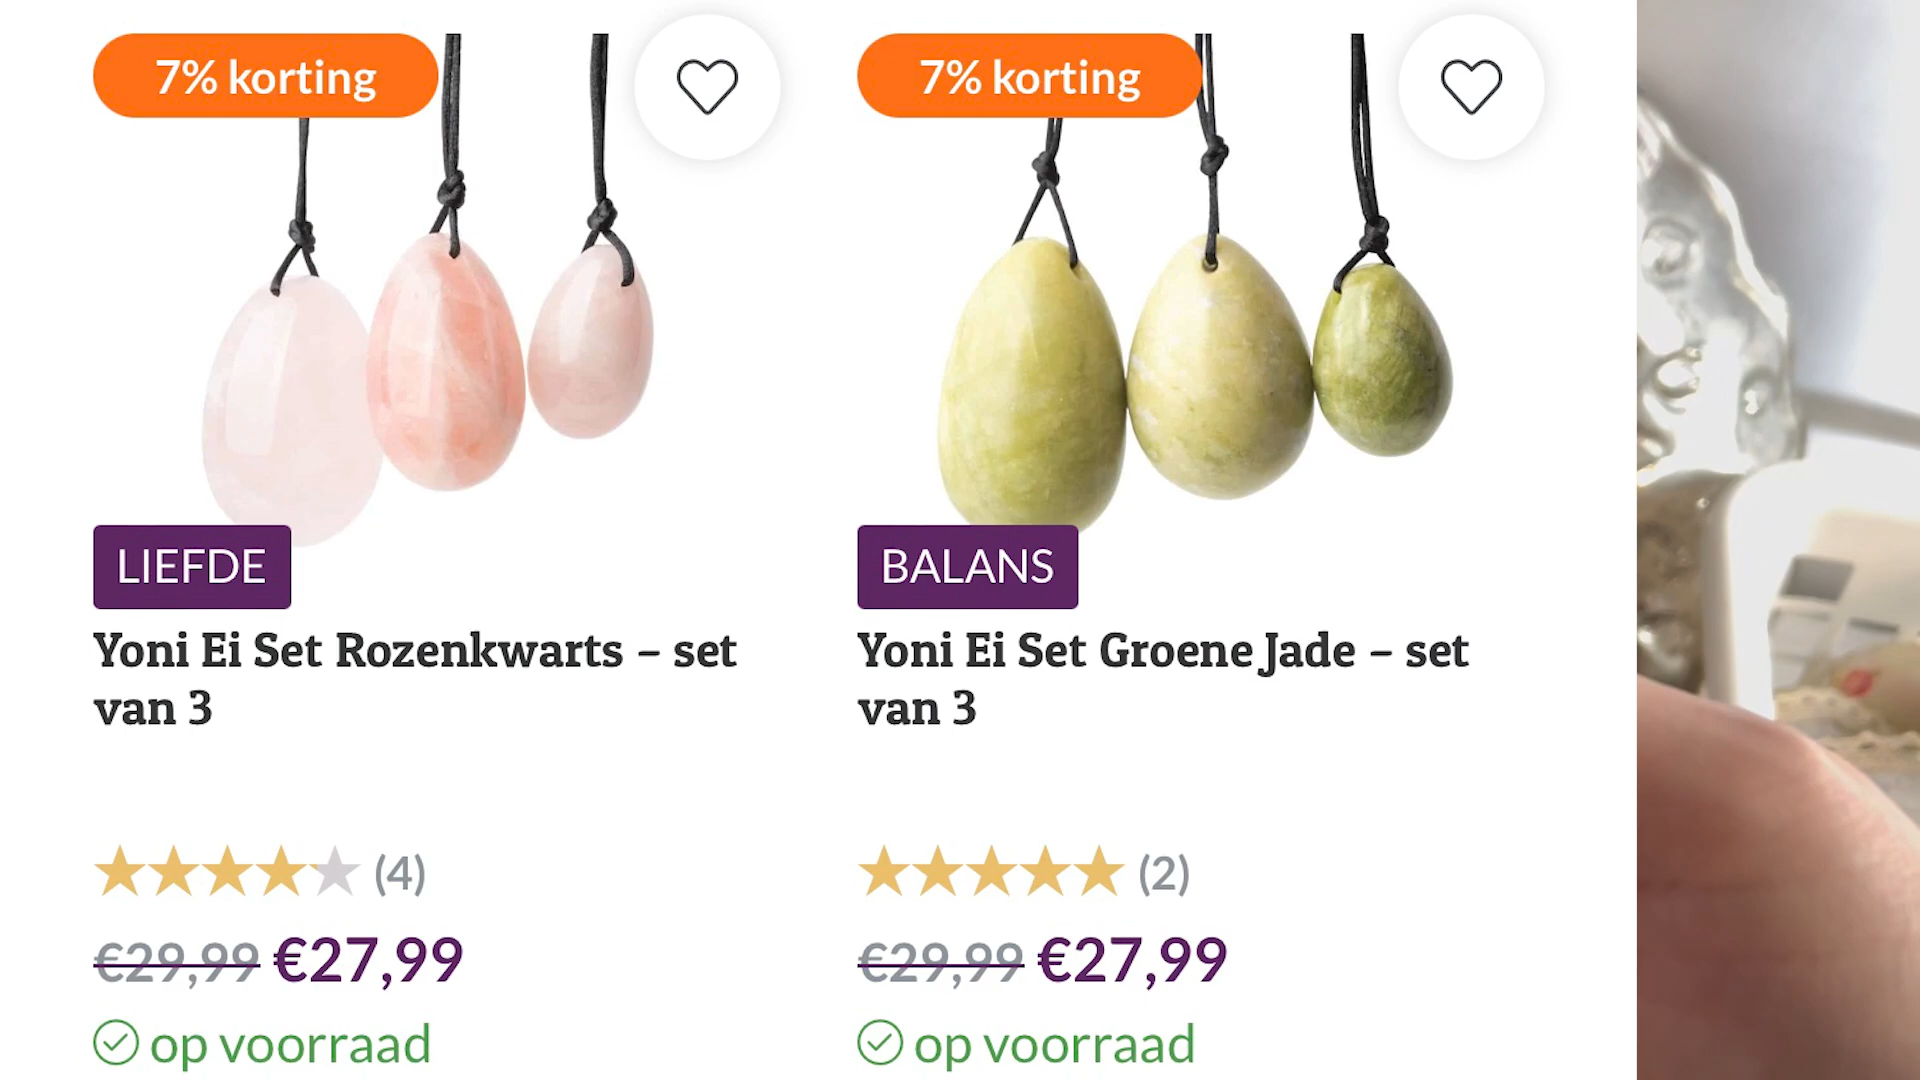 7% korting
LIEFDE
Yoni Ei Set Rozenkwarts – set
van 3
(4)
€29,99 €27,99
op voorraad
7% korting
BALANS
Yoni Ei Set Groene Jade – set
van 3
(2)
€29,99 €27,99
op voorraad